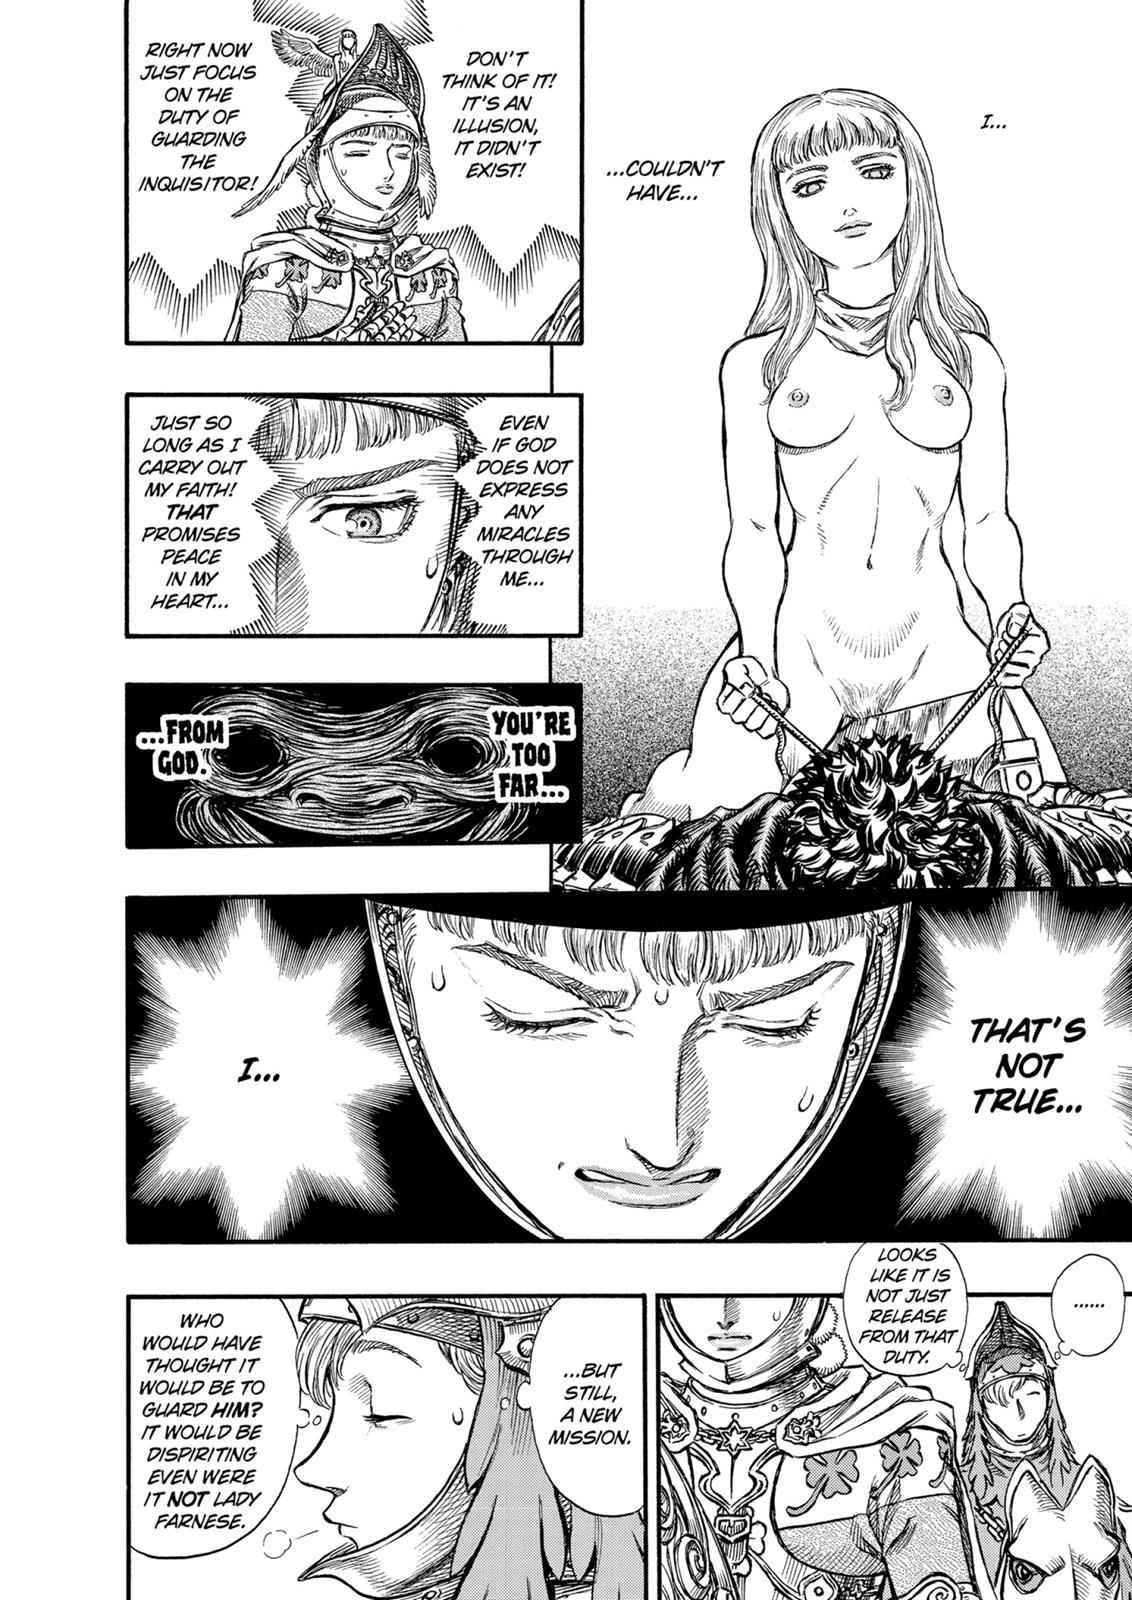 I...
...COULDN'T
HAVE...
DON'T
THINK OF IT!
IT'S AN
ILLUSION,
IT DIDN'T
EXIST!
RIGHT NOW
JUST FOCUS
ON THE
DUTY OF
GUARDING
THE
INQUISITOR!
EVEN
IF GOD
DOES NOT
EXPRESS
ANY
MIRACLES
THROUGH
ME...
JUST SO
LONG AS I
CARRY OUT
MY FAITH!
THAT
PROMISES
PEACE
IN MY
HEART...
YOU'RE
TOO
FAR...
...FROM
GOD.
THAT'S
NOT
TRUE...
I...
......
LOOKS
LIKE IT IS
NOT JUST
RELEASE
FROM THAT
DUTY.
...BUT
STILL,
A NEW
MISSION.
WHO
WOULD HAVE
THOUGHT IT
WOULD BE TO
GUARD HIM?
IT WOULD BE
DISPIRITING
EVEN WERE
IT NOT LADY
FARNESE.